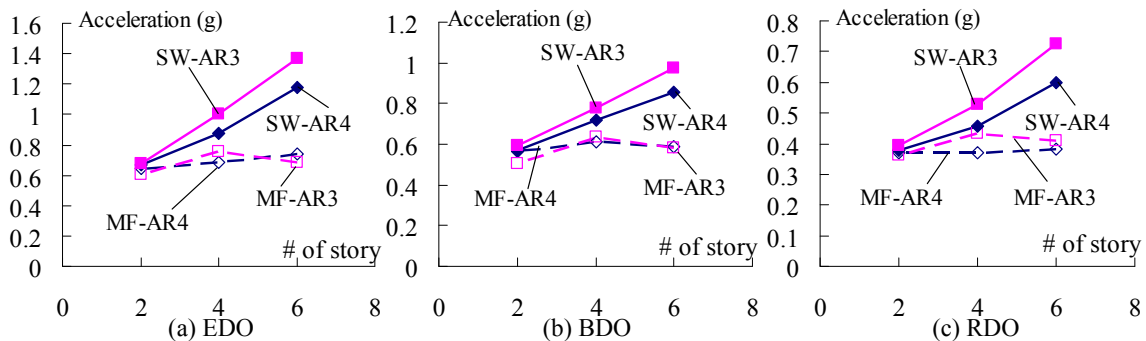 Acceleration (g)
1.6
1.4
1.2
1
0.8
0.6
0.4
0.2
0
SW-AR3
SW-AR4
MF-AR4
MF-AR3
# of story
0 2 4 6 8
(a) EDO
Acceleration (g)
1.2
1
0.8
0.6
0.4
0.2
0
SW-AR3
SW-AR4
MF-AR4
MF-AR3
# of story
0 2 4 6 8
(b) BDO
Acceleration (g)
0.8
0.7
0.6
0.5
0.4
0.3
0.2
0.1
0
SW-AR3
SW-AR4
MF-AR4
MF-AR3
# of story
0 2 4 6 8
(c) RDO